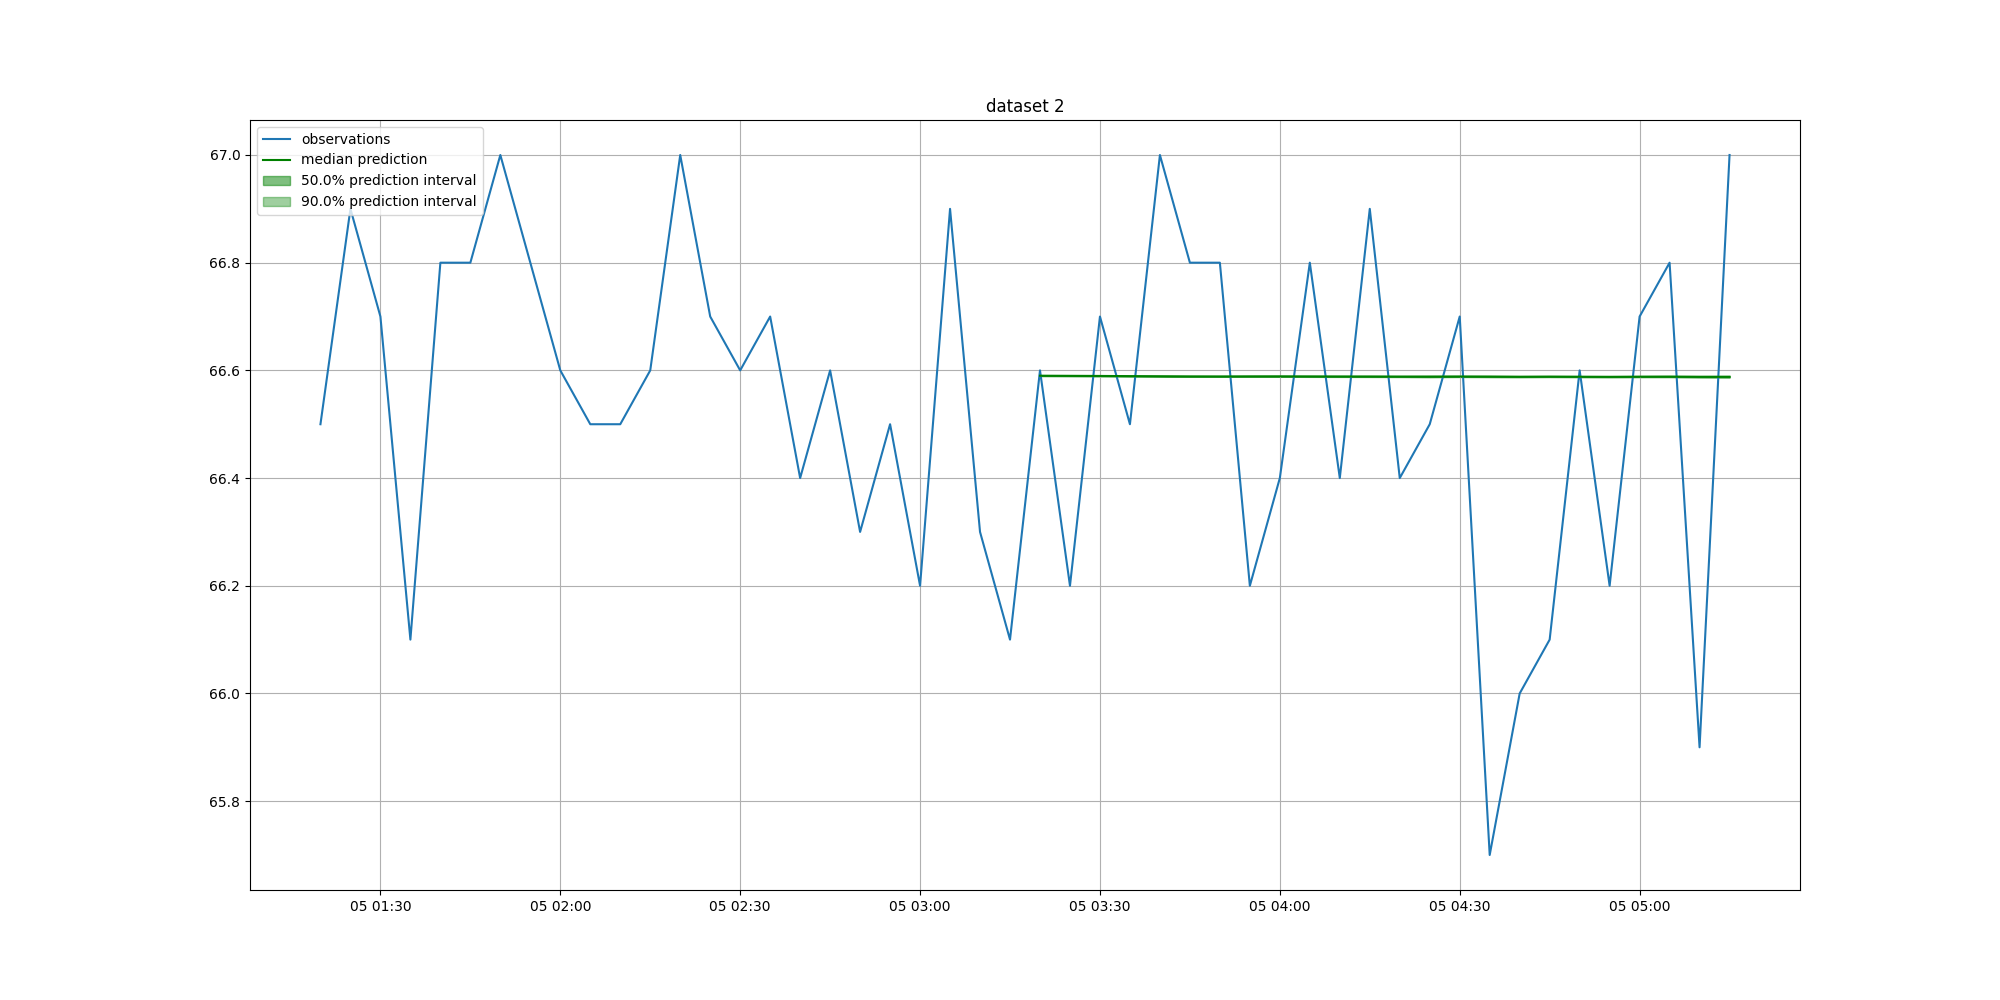 dataset 2
observations
median prediction
50.0% prediction interval
90.0% prediction interval
67.0
66.8
66.6
66.4
66.2
66.0
65.8
05 01:30 05 02:00 05 02:30 05 03:00 05 03:30 05 04:00 05 04:30 05 05:00